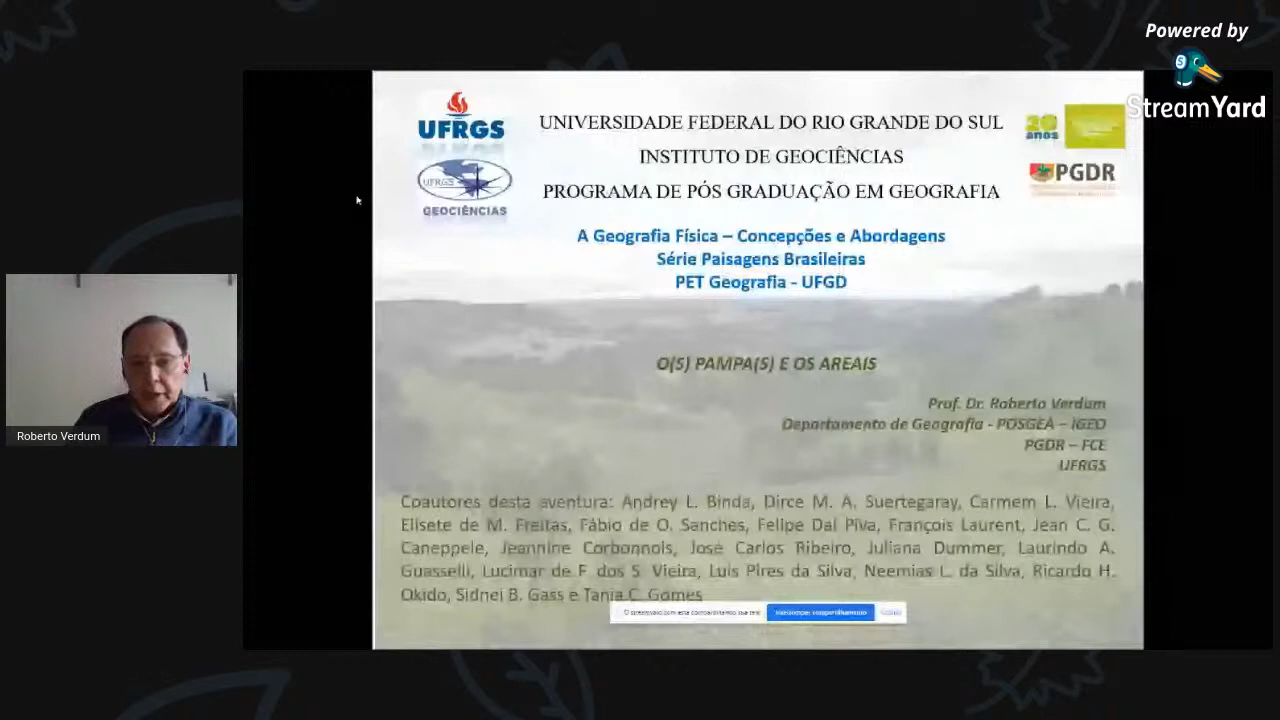 Powered by
StreamYard
UFRGS
UFRGS
GEOCIÊNCIAS
UNIVERSIDADE FEDERAL DO RIO GRANDE DO SUL
INSTITUTO DE GEOCIÊNCIAS
PROGRAMA DE PÓS GRADUAÇÃO EM GEOGRAFIA
20
anos
PGDR
A Geografia Física – Concepções e Abordagens
Série Paisagens Brasileiras
PET Geografia - UFGD
O(S) PAMPA(S) E OS AREAIS
Prof. Dr. Roberto Verdum
Departamento de Geografia - POSGEA – IGEO
PGDR – FCE
UFRGS
Coautores desta aventura: Andrey L. Binda, Dirce M. A. Suertegaray, Carmem L. Vieira,
Elisete de M. Freitas, Fábio de O. Sanches, Felipe Dal Piva, François Laurent, Jean C. G.
Caneppele, Jeannine Corbonnois, José Carlos Ribeiro, Juliana Dummer, Laurindo A.
Guasselli, Lucimar de F. dos S. Vieira, Luis Pires da Silva, Neemias L. da Silva, Ricardo H.
Okido, Sidnei B. Gass e Tania C. Gomes
Interromper compartilhamento
Roberto Verdum